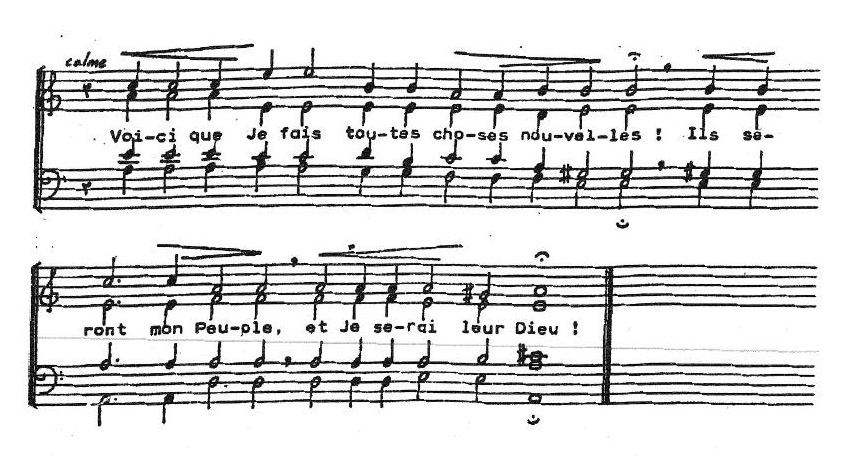 calme
Voi-ci que Je fais tou-tes cho-ses nou-vel-les ! Ils se-
ront mon Peu-ple, et Je se-rai leur Dieu !